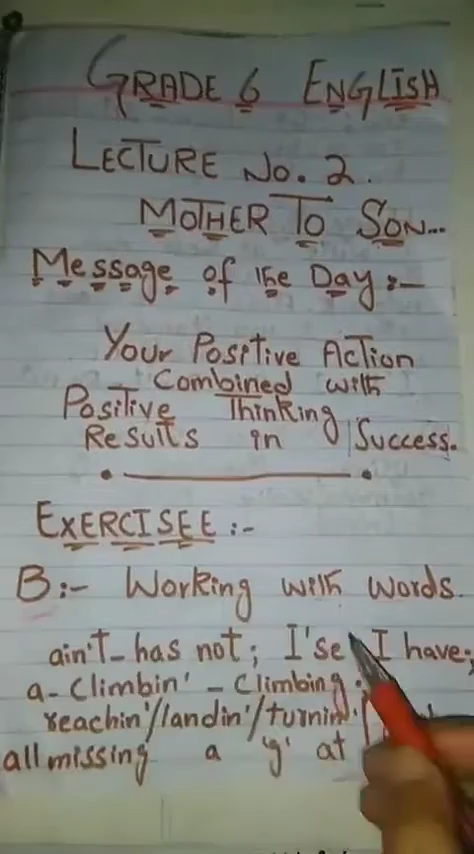 GRADE 6 ENGLISH
LECTURE No. 2.
MOTHER TO SON...
Message of the Day :-
Your Positive Action
Combined with
Positive Thinking
Results in Success.
EXERCISEE :-
B :- Working with words.
ain't - has not; I'se I have;
a-Climbin' - Climbing.
reachin'/landin'/turnin'
all missing a 'g' at